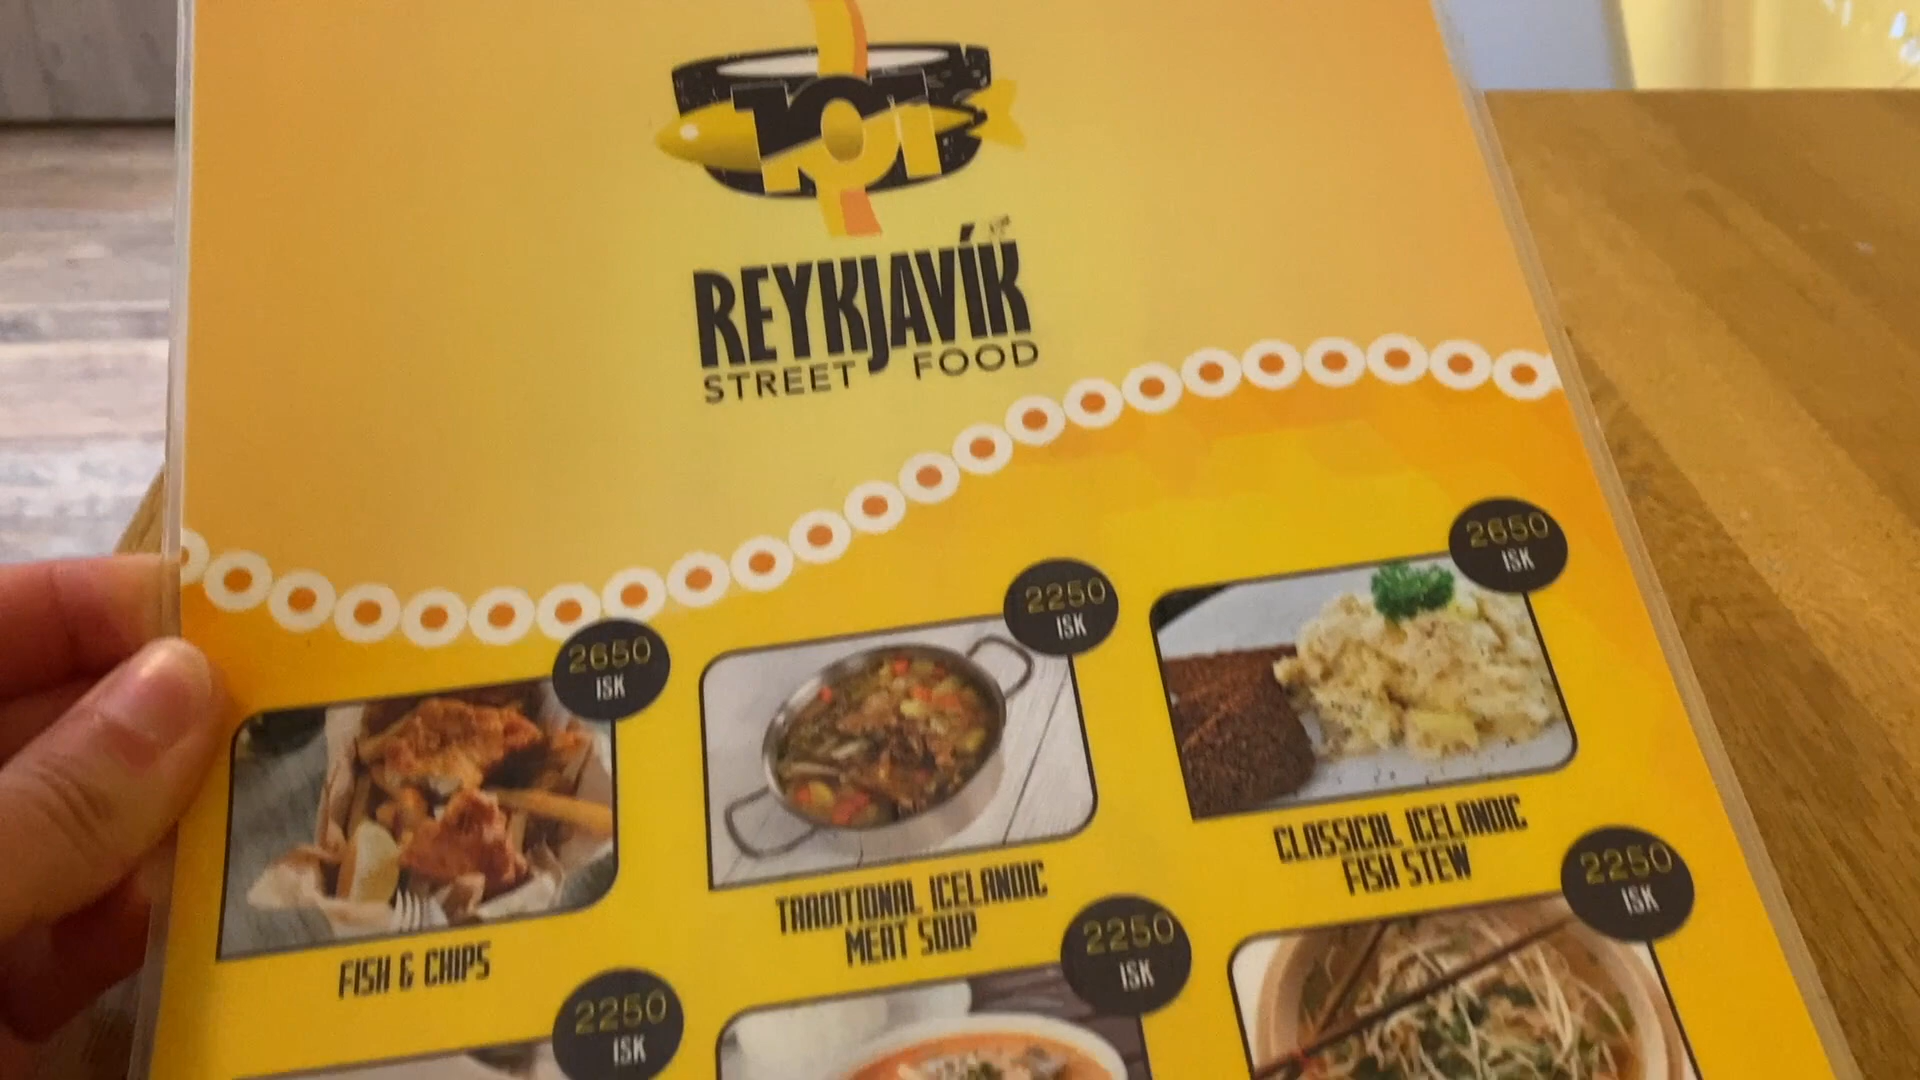 101
REYKJAVÍK
STREET FOOD
2650
ISK
2250
ISK
2650
ISK
FISH & CHIPS
TRADITIONAL ICELANDIC
MEAT SOUP
CLASSICAL ICELANDIC
FISH STEW
2250
ISK
2250
ISK
2250
ISK